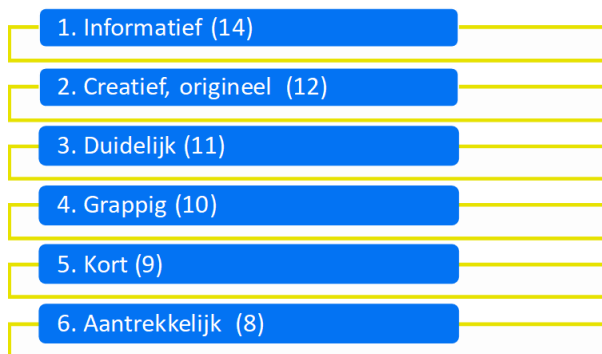 1. Informatief (14)
2. Creatief, origineel (12)
3. Duidelijk (11)
4. Grappig (10)
5. Kort (9)
6. Aantrekkelijk (8)